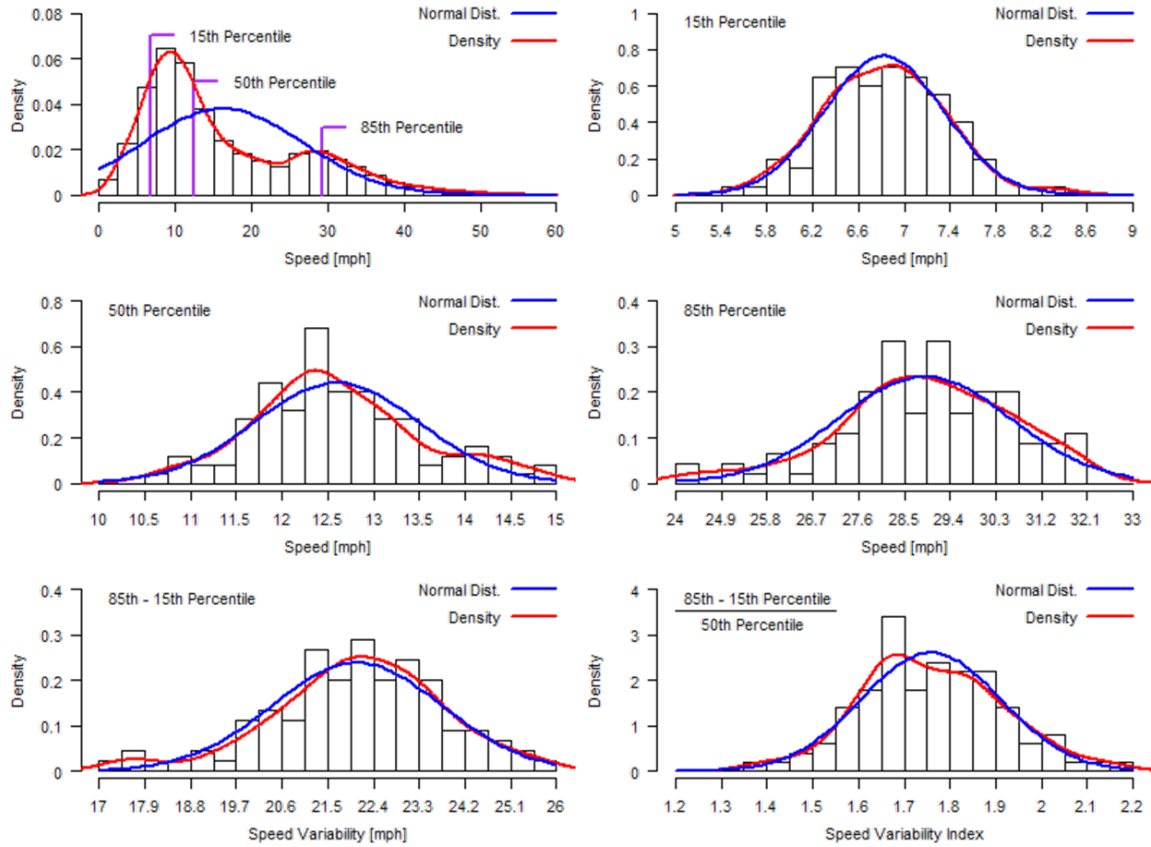 0.08
0.06
0.04
0.02
0
Density
Normal Dist.
Density
15th Percentile
50th Percentile
85th Percentile
0 10 20 30 40 50 60
Speed [mph]
1
0.8
0.6
0.4
0.2
0
Density
15th Percentile
Normal Dist.
Density
5 5.4 5.8 6.2 6.6 7 7.4 7.8 8.2 8.6 9
Speed [mph]
0.8
0.6
0.4
0.2
0
Density
50th Percentile
Normal Dist.
Density
10 10.5 11 11.5 12 12.5 13 13.5 14 14.5 15
Speed [mph]
0.4
0.3
0.2
0.1
0
Density
85th Percentile
Normal Dist.
Density
24 24.9 25.8 26.7 27.6 28.5 29.4 30.3 31.2 32.1 33
Speed [mph]
0.4
0.3
0.2
0.1
0
Density
85th - 15th Percentile
Normal Dist.
Density
17 17.9 18.8 19.7 20.6 21.5 22.4 23.3 24.2 25.1 26
Speed Variability [mph]
4
3
2
1
0
Density
85th - 15th Percentile
50th Percentile
Normal Dist.
Density
1.2 1.3 1.4 1.5 1.6 1.7 1.8 1.9 2 2.1 2.2
Speed Variability Index